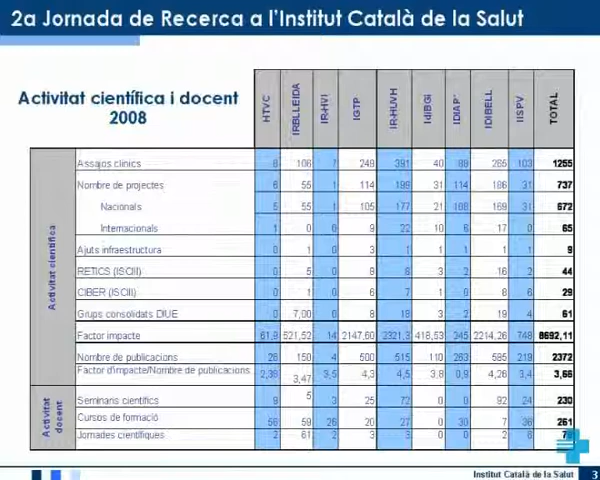 2a Jornada de Recerca a l'Institut Català de la Salut
Activitat científica i docent
2008
HTVC IRBLLEIDA IR-HVI IGTP IR-HUVH IdIBGi IDIAP IDIBELL IISPV TOTAL
Activitat científica
Assajos clínics 6 106 7 249 391 40 89 265 103 1255
Nombre de projectes 6 55 1 114 199 31 114 186 31 737
Nacionals 5 55 1 105 177 21 108 169 31 672
Internacionals 1 0 0 9 22 10 6 17 0 65
Ajuts infraestructura 0 1 0 3 1 1 1 1 1 9
RETICS (ISCIII) 0 5 0 8 8 3 2 16 2 44
CIBER (ISCIII) 0 1 0 6 7 1 0 8 6 29
Grups consolidats DIUE 0 7,00 0 8 18 3 2 19 4 61
Factor impacte 61,9 521,52 14 2147,60 2321,3 418,53 245 2214,26 748 8692,11
Nombre de publicacions 26 150 4 500 515 110 263 585 219 2372
Factor d'impacte/Nombre de publicacions 2,38 3,47 3,5 4,3 4,5 3,8 0,9 4,26 3,4 3,66
Activitat docent
Seminaris científics 9 5 3 25 72 0 0 92 24 230
Cursos de formació 56 59 26 20 27 0 30 7 36 261
Jornades científiques 2 61 2 3 3 0 0 2 6
Institut Català de la Salut 3